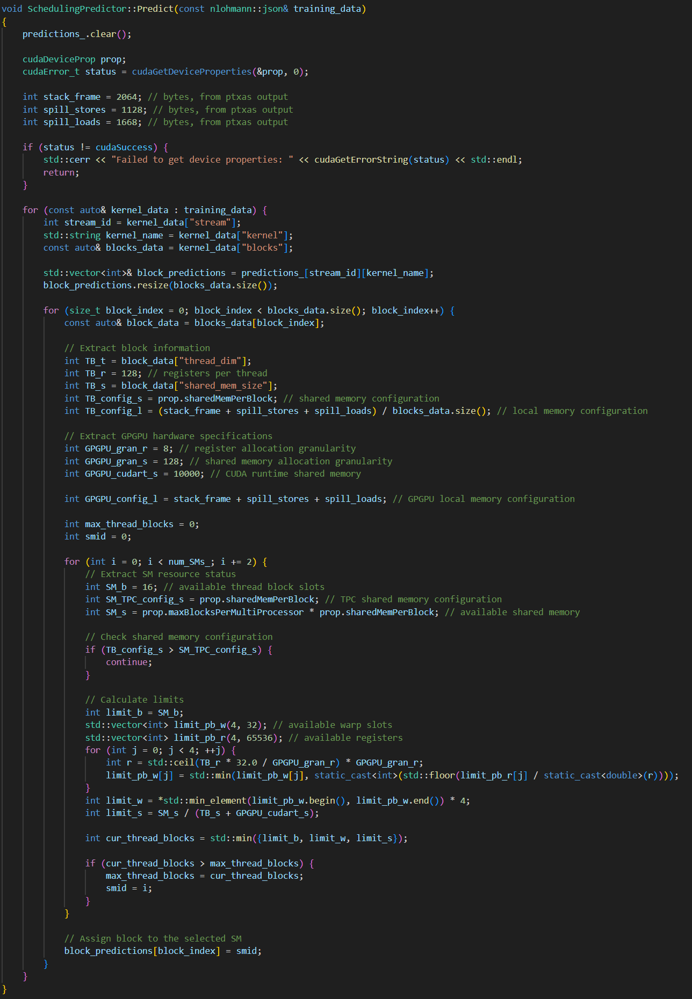 void SchedulingPredictor::Predict(const nlohmann::json& training_data)
{
    predictions_.clear();

    cudaDeviceProp prop;
    cudaError_t status = cudaGetDeviceProperties(&prop, 0);

    int stack_frame = 2064; // bytes, from ptxas output
    int spill_stores = 1128; // bytes, from ptxas output
    int spill_loads = 1668; // bytes, from ptxas output

    if (status != cudaSuccess) {
        std::cerr << "Failed to get device properties: " << cudaGetErrorString(status) << std::endl;
        return;
    }

    for (const auto& kernel_data : training_data) {
        int stream_id = kernel_data["stream"];
        std::string kernel_name = kernel_data["kernel"];
        const auto& blocks_data = kernel_data["blocks"];

        std::vector<int>& block_predictions = predictions_[stream_id][kernel_name];
        block_predictions.resize(blocks_data.size());

        for (size_t block_index = 0; block_index < blocks_data.size(); block_index++) {
            const auto& block_data = blocks_data[block_index];

            // Extract block information
            int TB_t = block_data["thread_dim"];
            int TB_r = 128; // registers per thread
            int TB_s = block_data["shared_mem_size"];
            int TB_config_s = prop.sharedMemPerBlock; // shared memory configuration
            int TB_config_l = (stack_frame + spill_stores + spill_loads) / blocks_data.size(); // local memory configuration

            // Extract GPGPU hardware specifications
            int GPGPU_gran_r = 8; // register allocation granularity
            int GPGPU_gran_s = 128; // shared memory allocation granularity
            int GPGPU_cudart_s = 10000; // CUDA runtime shared memory

            int GPGPU_config_l = stack_frame + spill_stores + spill_loads; // GPGPU local memory configuration

            int max_thread_blocks = 0;
            int smid = 0;

            for (int i = 0; i < num_SMs_; i += 2) {
                // Extract SM resource status
                int SM_b = 16; // available thread block slots
                int SM_TPC_config_s = prop.sharedMemPerBlock; // TPC shared memory configuration
                int SM_s = prop.maxBlocksPerMultiProcessor * prop.sharedMemPerBlock; // available shared memory

                // Check shared memory configuration
                if (TB_config_s > SM_TPC_config_s) {
                    continue;
                }

                // Calculate limits
                int limit_b = SM_b;
                std::vector<int> limit_pb_w(4, 32); // available warp slots
                std::vector<int> limit_pb_r(4, 65536); // available registers
                for (int j = 0; j < 4; ++j) {
                    int r = std::ceil(TB_r * 32.0 / GPGPU_gran_r) * GPGPU_gran_r;
                    limit_pb_w[j] = std::min(limit_pb_w[j], static_cast<int>(std::floor(limit_pb_r[j] / static_cast<double>(r))));
                }
                int limit_w = *std::min_element(limit_pb_w.begin(), limit_pb_w.end()) * 4;
                int limit_s = SM_s / (TB_s + GPGPU_cudart_s);

                int cur_thread_blocks = std::min({limit_b, limit_w, limit_s});

                if (cur_thread_blocks > max_thread_blocks) {
                    max_thread_blocks = cur_thread_blocks;
                    smid = i;
                }
            }

            // Assign block to the selected SM
            block_predictions[block_index] = smid;
        }
    }
}